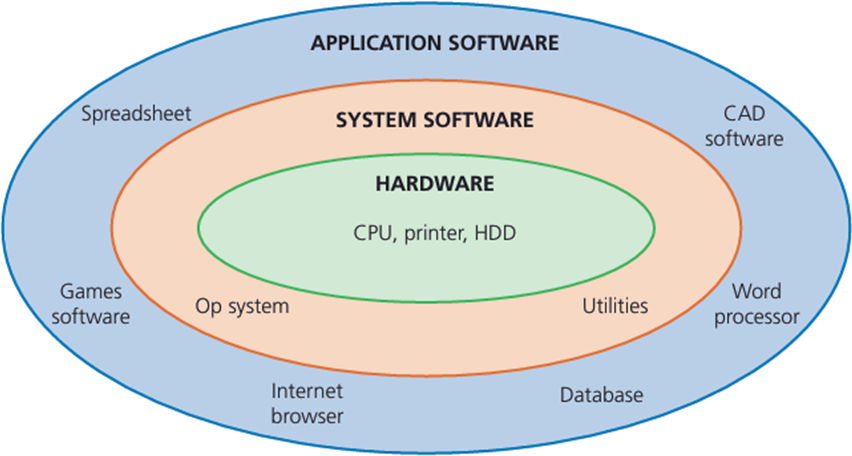 APPLICATION SOFTWARE
Spreadsheet
CAD
software
SYSTEM SOFTWARE
HARDWARE
CPU, printer, HDD
Games
software
Op system
Utilities
Word
processor
Internet
browser
Database